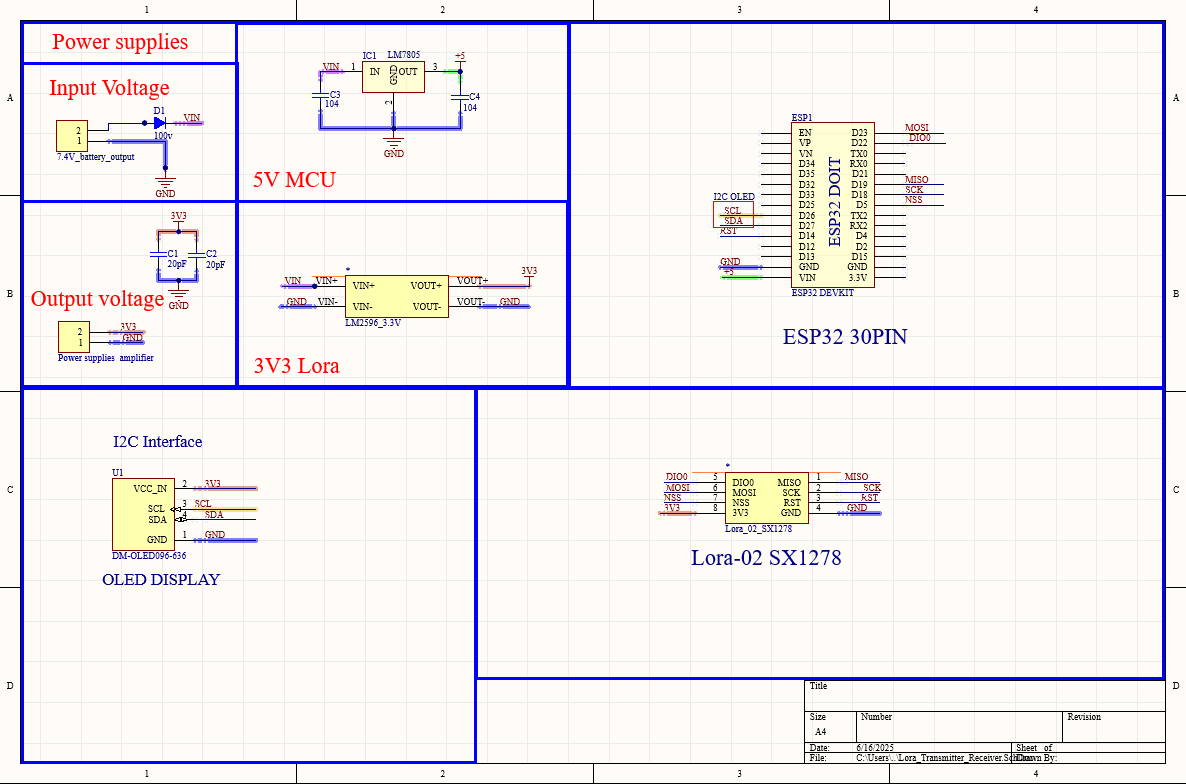 1 2 3 4
A
B
C
D
Power supplies
Input Voltage
D1
VIN
2
1
100v
7.4V_battery_output
GND
IC1 LM7805
+5
VIN 1 IN GND OUT 3
C3
104
2
C4
104
GND
5V MCU
3V3
C1
20pF
C2
20pF
GND
Output voltage
2 3V3
1 GND
Power supplies amplifier
*
3V3
VIN VIN+ VIN+ VOUT+ VOUT+
GND VIN- VIN- VOUT- VOUT- GND
LM2596_3.3V
3V3 Lora
ESP1
EN D23 MOSI
VP D22 DIO0
VN TX0
D34 RX0
D35 D21
D32 D19 MISO
D33 D18 SCK
I2C OLED
D25 D5 NSS
SCL D26 TX2
SDA D27 RX2
RST D14 D4
D12 D2
D13 D15
GND GND GND
+5 VIN 3.3V
ESP32 DOIT
ESP32 DEVKIT
ESP32 30PIN
I2C Interface
U1
VCC_IN 2 3V3
SCL 3 SCL
SDA 4 SDA
GND 1 GND
DM-OLED096-636
OLED DISPLAY
*
DIO0 5 DIO0 MISO 1 MISO
MOSI 6 MOSI SCK 2 SCK
NSS 7 NSS RST 3 RST
3V3 8 3V3 GND 4 GND
Lora_02_SX1278
Lora-02 SX1278
Title
Size Number Revision
A4
Date: 6/16/2025 Sheet of
File: C:\Users\..\Lora_Transmitter_Receiver.SchDoc Drawn By:
A
B
C
D
1 2 3 4